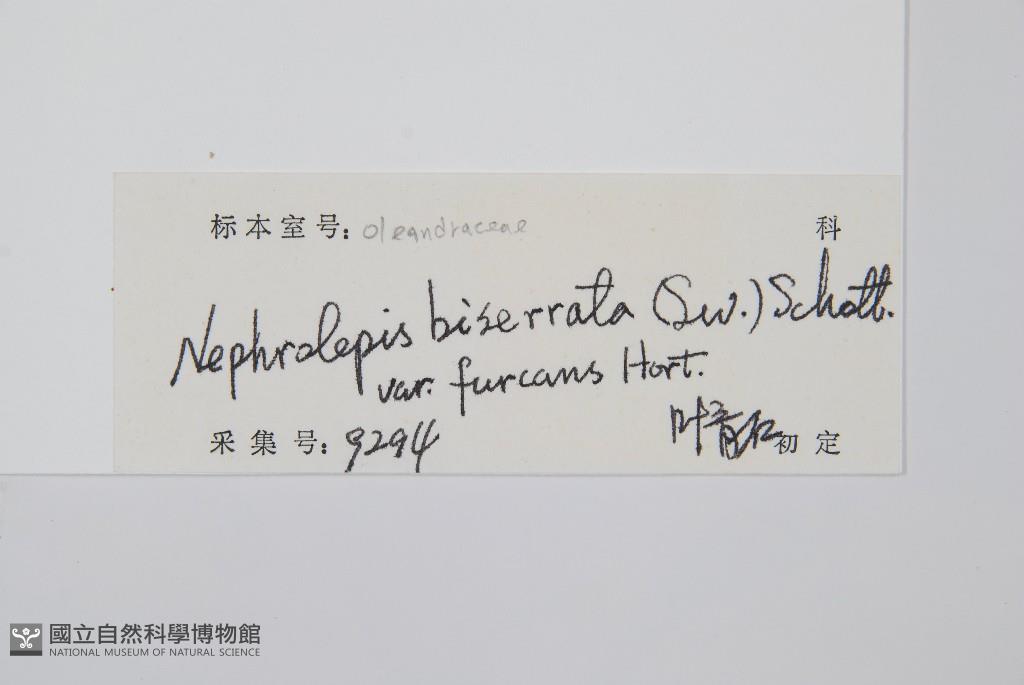 标本室号: Oleandraceae 科
Nephrolepis biserrata (Sw.) Schott.
var. furcans Hort.
采集号: 9294 叶 初定
國立自然科學博物館
NATIONAL MUSEUM OF NATURAL SCIENCE